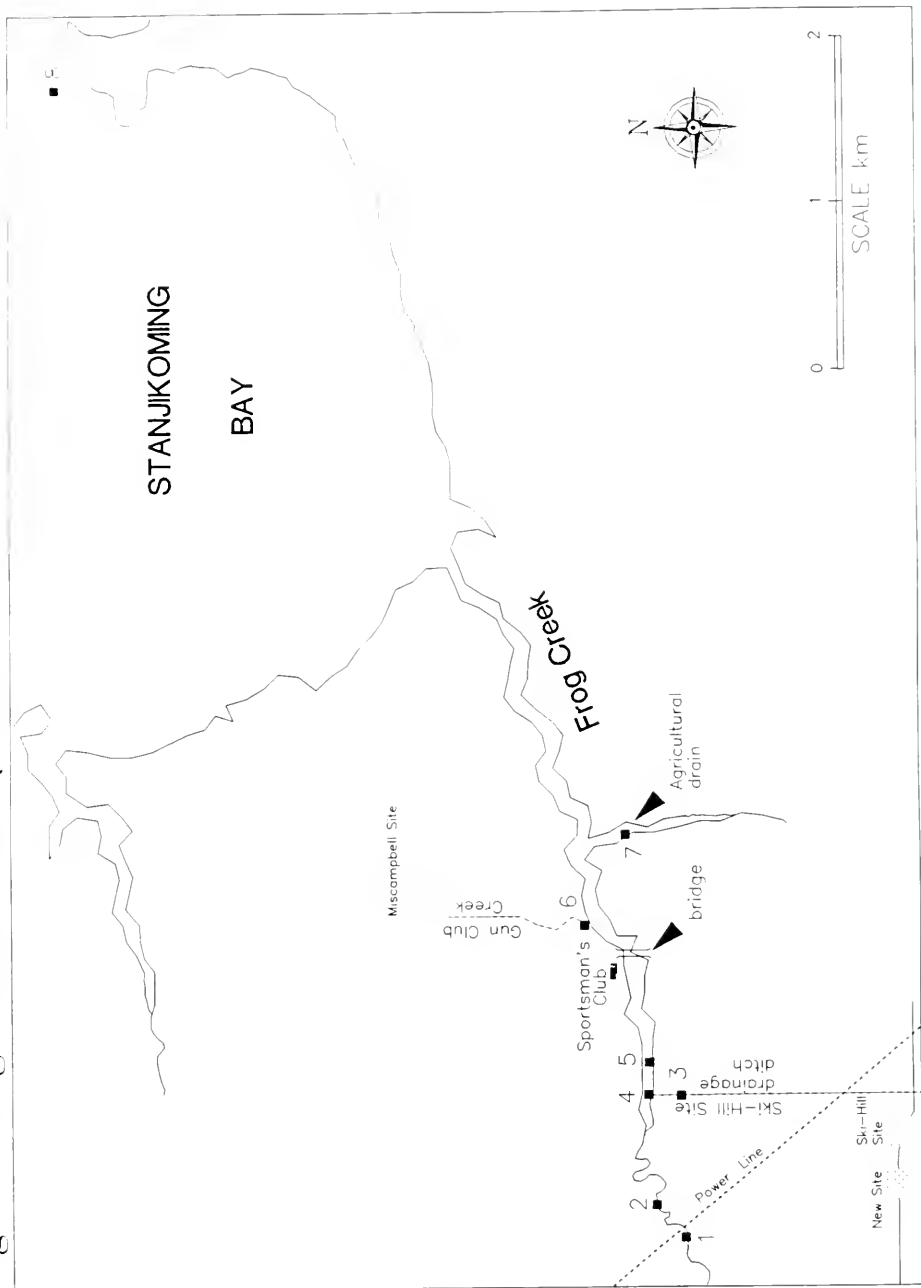 STANJIKOMING
BAY
N
Frog Creek
Miscampbell Site
Gun Club
Creek
6
Sportsman's
Club
Agricultural
drain
7
bridge
5
4
3
Ski-Hill Site
drainage
ditch
2
1
Power Line
Ski-Hill
Site
New Site
0
1
2
SCALE km